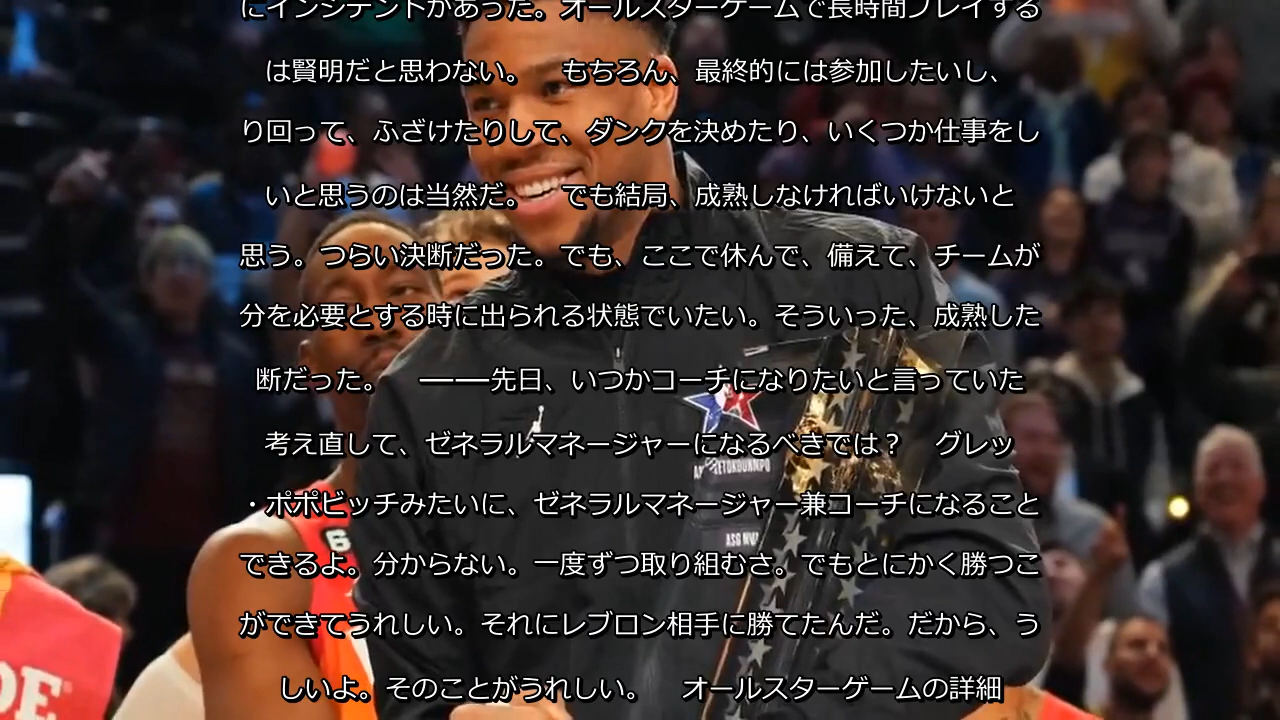 にインシデントがあった。オールスターゲームで長時間プレイする
は賢明だと思わない。　もちろん、最終的には参加したいし、
り回って、ふざけたりして、ダンクを決めたり、いくつか仕事をし
いと思うのは当然だ。　でも結局、成熟しなければいけないと
思う。つらい決断だった。でも、ここで休んで、備えて、チームが
分を必要とする時に出られる状態でいたい。そういった、成熟した
断だった。　――先日、いつかコーチになりたいと言っていた
考え直して、ゼネラルマネージャーになるべきでは？　グレッ
・ポポビッチみたいに、ゼネラルマネージャー兼コーチになること
できるよ。分からない。一度ずつ取り組むさ。でもとにかく勝つこ
ができてうれしい。それにレブロン相手に勝てたんだ。だから、う
しいよ。そのことがうれしい。　オールスターゲームの詳細
6